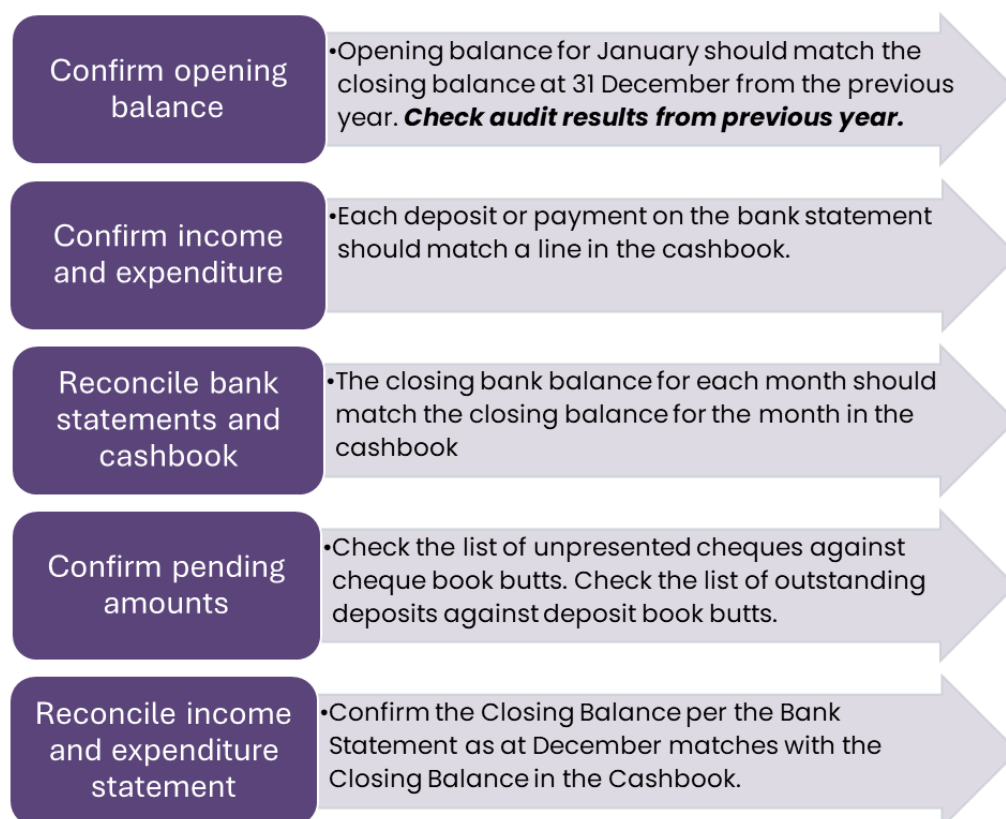 Confirm opening
balance
•Opening balance for January should match the
closing balance at 31 December from the previous
year. Check audit results from previous year.
Confirm income
and expenditure
•Each deposit or payment on the bank statement
should match a line in the cashbook.
Reconcile bank
statements and
cashbook
•The closing bank balance for each month should
match the closing balance for the month in the
cashbook
Confirm pending
amounts
•Check the list of unpresented cheques against
cheque book butts. Check the list of outstanding
deposits against deposit book butts.
Reconcile income
and expenditure
statement
•Confirm the Closing Balance per the Bank
Statement as at December matches with the
Closing Balance in the Cashbook.